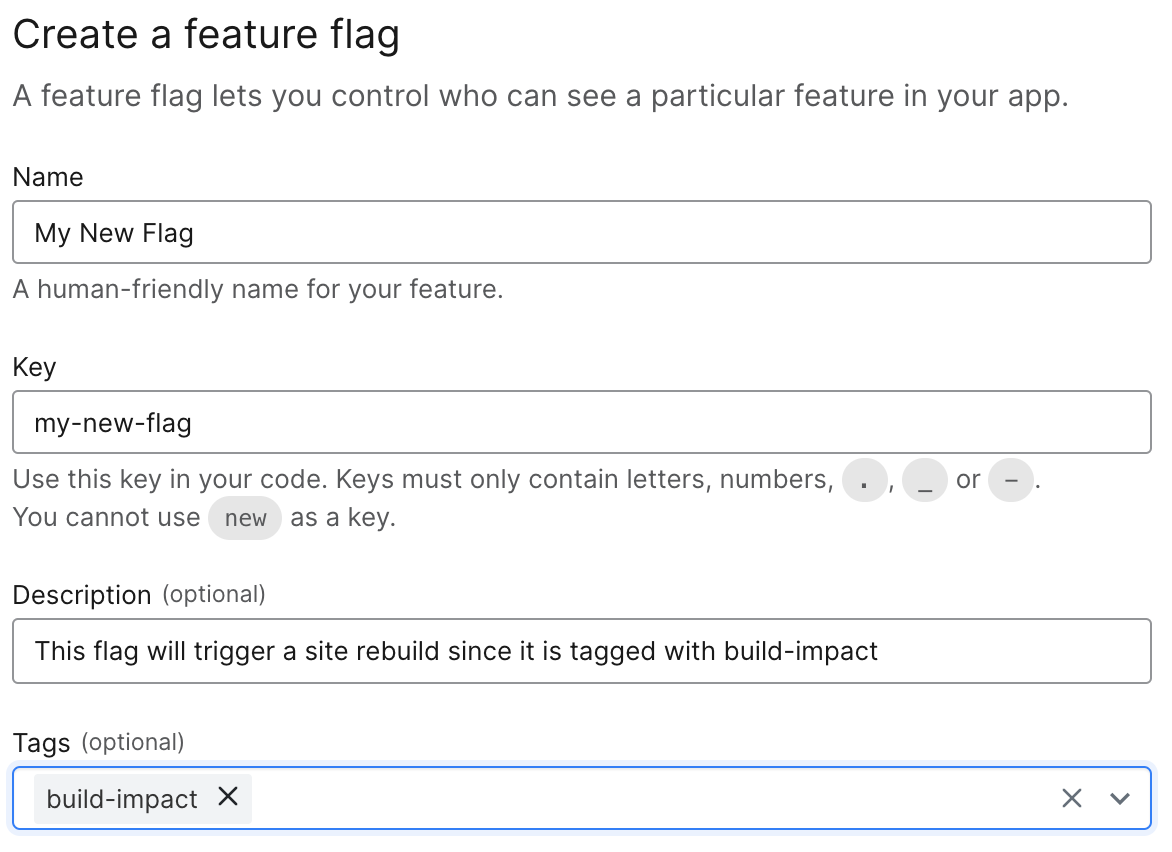 Create a feature flag
A feature flag lets you control who can see a particular feature in your app.
Name
My New Flag
A human-friendly name for your feature.
Key
my-new-flag
Use this key in your code. Keys must only contain letters, numbers, . , _ or - .
You cannot use new as a key.
Description (optional)
This flag will trigger a site rebuild since it is tagged with build-impact
Tags (optional)
build-impact